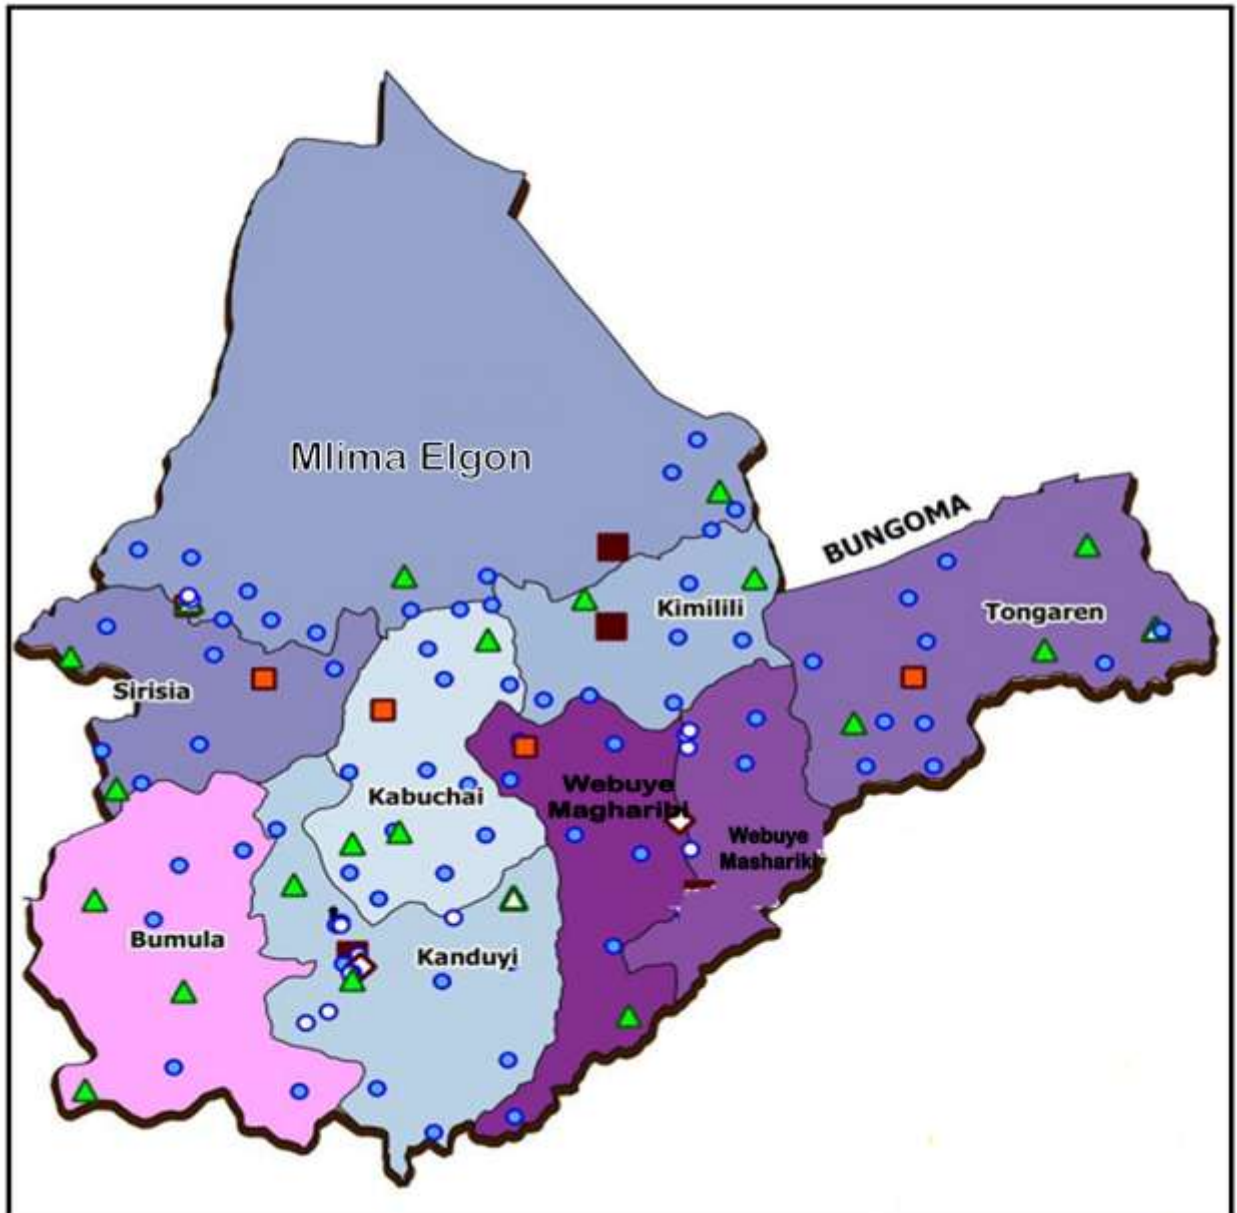 Mlima Elgon
BUNGOMA
Kimilili
Tongaren
Sirisia
Kabuchai
Webuye
Magharibi
Webuye
Mashariki
Bumula
Kanduyi